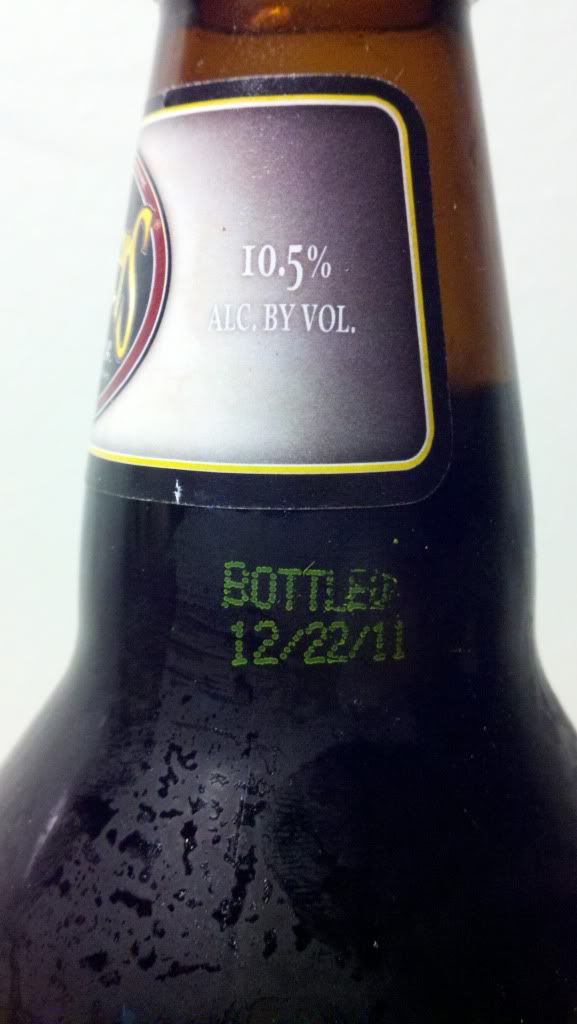 10.5%
ALC. BY VOL.
BOTTLED
12/22/11